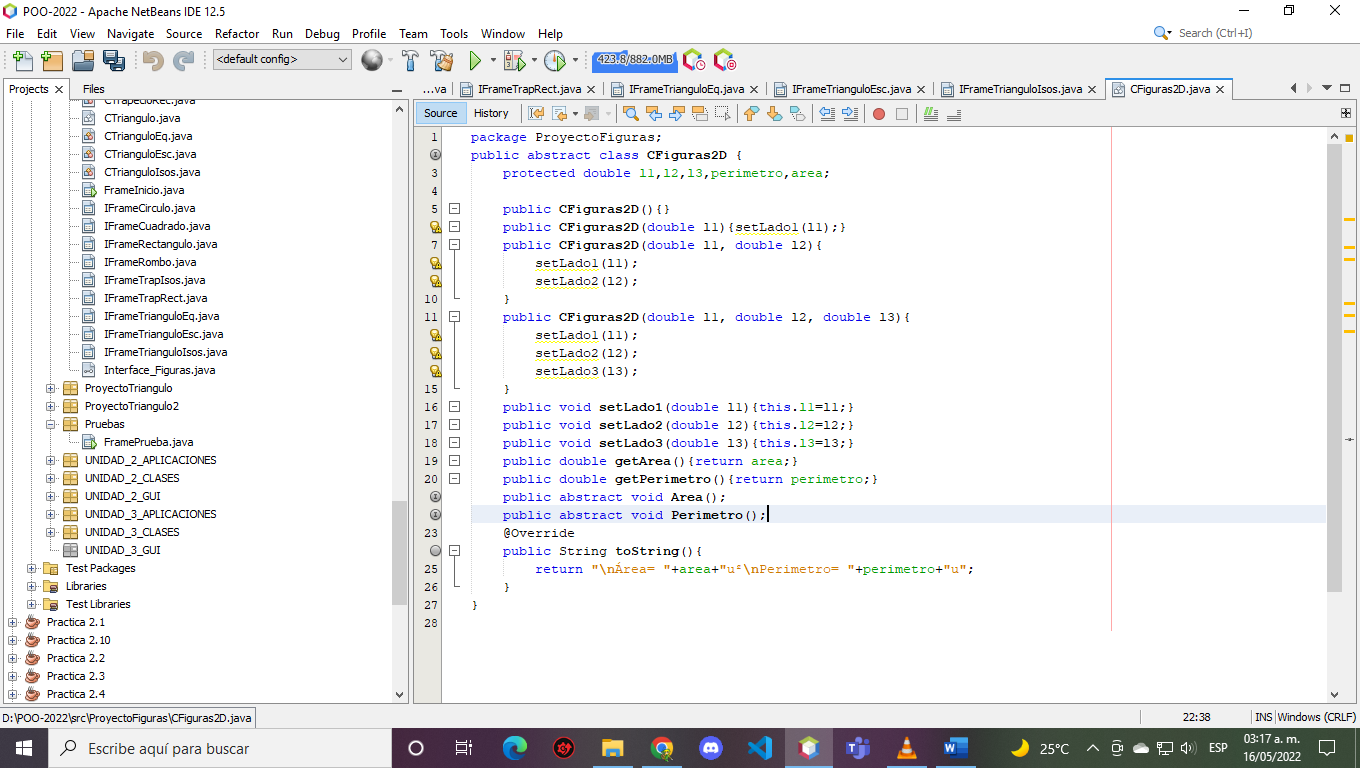 POO-2022 - Apache NetBeans IDE 12.5
File Edit View Navigate Source Refactor Run Debug Profile Team Tools Window Help
Search (Ctrl+I)
<default config>
423.8/882.0MB
Projects
Files
CTrapecioRec.java
CTriangulo.java
CTrianguloEq.java
CTrianguloEsc.java
CTrianguloIsos.java
FrameInicio.java
IFrameCirculo.java
IFrameCuadrado.java
IFrameRectangulo.java
IFrameRombo.java
IFrameTrapIsos.java
IFrameTrapRect.java
IFrameTrianguloEq.java
IFrameTrianguloEsc.java
IFrameTrianguloIsos.java
Interface_Figuras.java
ProyectoTriangulo
ProyectoTriangulo2
Pruebas
FramePrueba.java
UNIDAD_2_APLICACIONES
UNIDAD_2_CLASES
UNIDAD_2_GUI
UNIDAD_3_APLICACIONES
UNIDAD_3_CLASES
UNIDAD_3_GUI
Test Packages
Libraries
Test Libraries
Practica 2.1
Practica 2.10
Practica 2.2
Practica 2.3
Practica 2.4
...va IFrameTrapRect.java IFrameTrianguloEq.java IFrameTrianguloEsc.java IFrameTrianguloIsos.java CFiguras2D.java
Source History
1 package ProyectoFiguras;
public abstract class CFiguras2D {
3 protected double l1,l2,l3,perimetro,area;
4
5 public CFiguras2D(){}
public CFiguras2D(double l1){setLado1(l1);}
7 public CFiguras2D(double l1, double l2){
setLado1(l1);
setLado2(l2);
10 }
11 public CFiguras2D(double l1, double l2, double l3){
setLado1(l1);
setLado2(l2);
setLado3(l3);
15 }
16 public void setLado1(double l1){this.l1=l1;}
17 public void setLado2(double l2){this.l2=l2;}
18 public void setLado3(double l3){this.l3=l3;}
19 public double getArea(){return area;}
20 public double getPerimetro(){return perimetro;}
public abstract void Area();
public abstract void Perimetro();
23 @Override
public String toString(){
25 return "\nÁrea= "+area+"u²\nPerimetro= "+perimetro+"u";
26 }
27 }
28
D:\POO-2022\src\ProyectoFiguras\CFiguras2D.java
22:38 INS Windows (CRLF)
Escribe aquí para buscar
25°C
ESP
03:17 a. m.
16/05/2022